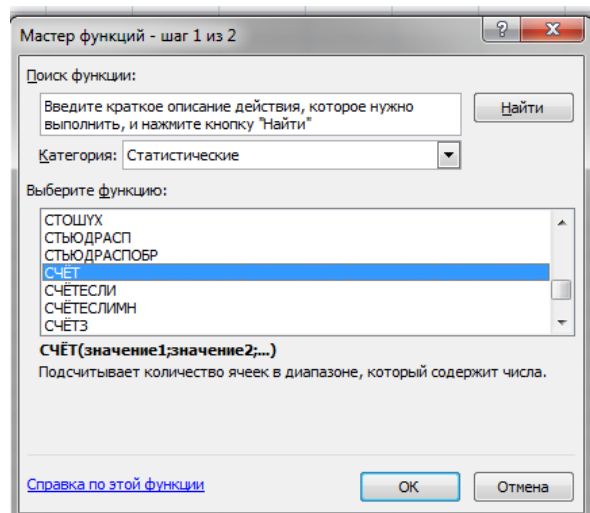 Мастер функций - шаг 1 из 2
Поиск функции:
Введите краткое описание действия, которое нужно
выполнить, и нажмите кнопку "Найти"
Найти
Категория: Статистические
Выберите функцию:
СТОШYX
СТЬЮДРАСП
СТЬЮДРАСПОБР
СЧЁТ
СЧЁТЕСЛИ
СЧЁТЕСЛИМН
СЧЁТЗ
СЧЁТ(значение1;значение2;...)
Подсчитывает количество ячеек в диапазоне, который содержит числа.
Справка по этой функции
ОК
Отмена